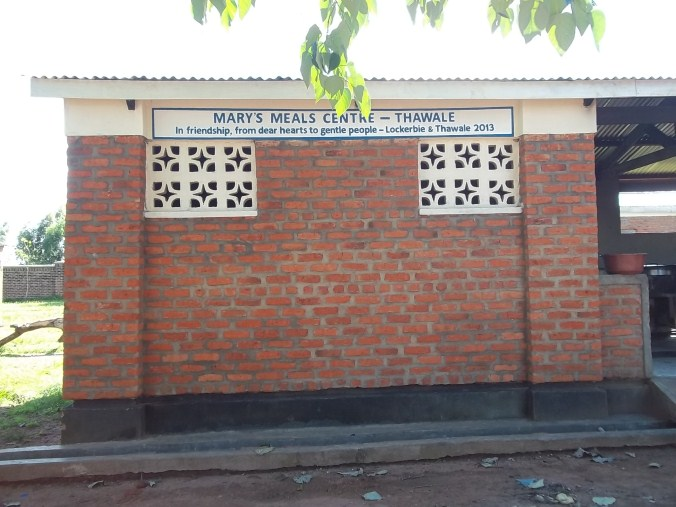 MARY'S MEALS CENTRE – THAWALE
In friendship, from dear hearts to gentle people – Lockerbie & Thawale 2013